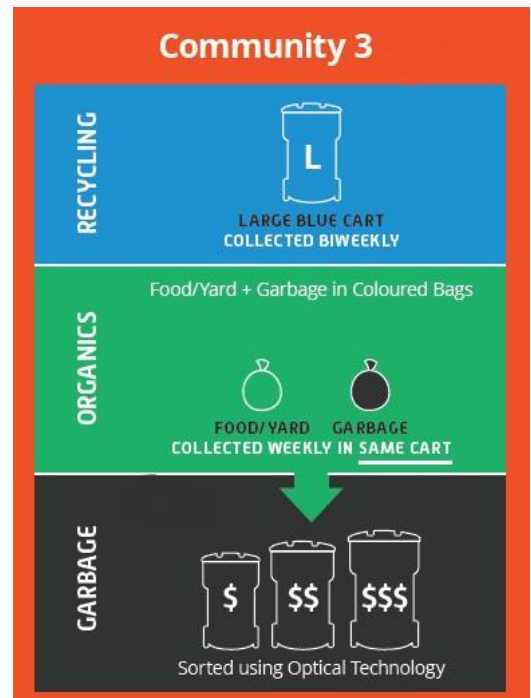 Community 3
RECYCLING
L
LARGE BLUE CART
COLLECTED BIWEEKLY
ORGANICS
Food/Yard + Garbage in Coloured Bags
FOOD/YARD GARBAGE
COLLECTED WEEKLY IN SAME CART
GARBAGE
$ $$ $$$
Sorted using Optical Technology